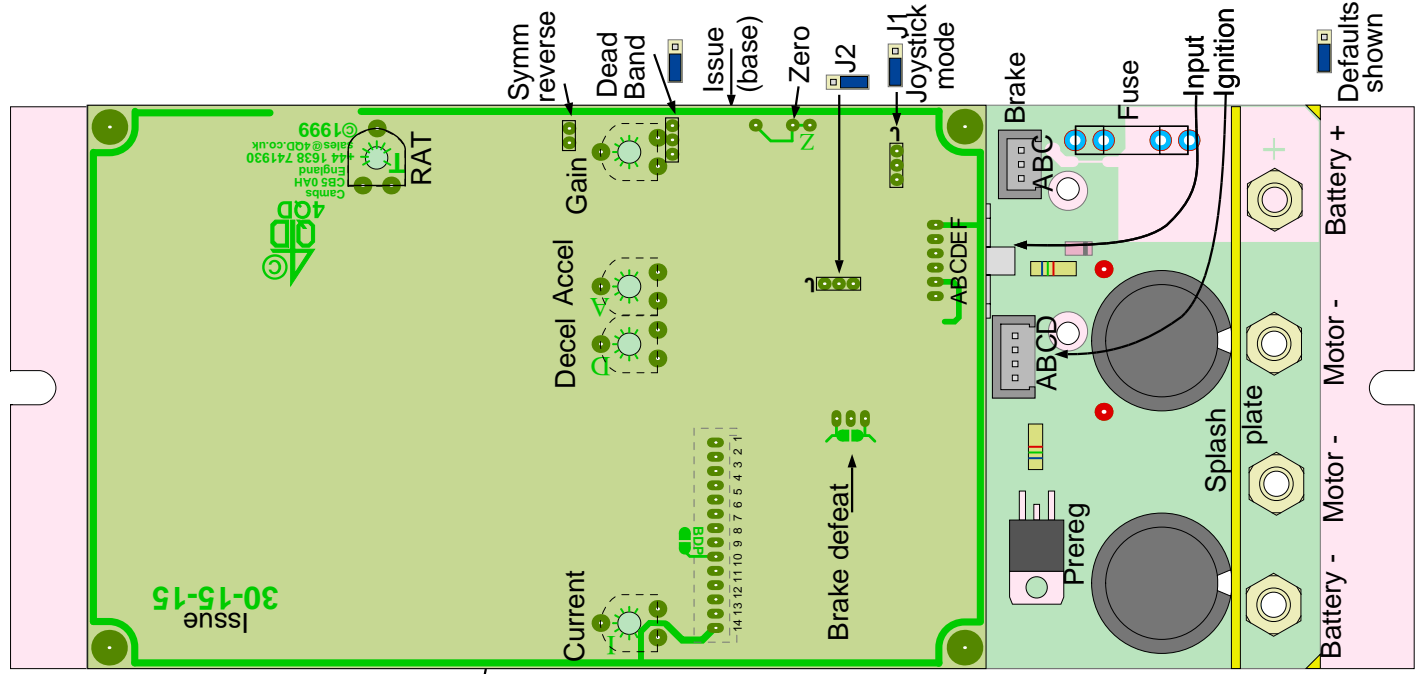 Symm
reverse
Dead
Band
Issue
(base)
Zero
J2
J1
Joystick
mode
Brake
Fuse
Input
Ignition
Defaults
shown
©1999
sales@4QD.co.uk
+44 1638 741930
England
CB5 0AH
Cambs
4QD
©
RAT
T
Gain
Z
ABC
+
Battery +
Decel
Accel
D
A
ABCDEF
ABCD
Motor -
1
2
3
4
5
6
7
8
9
10
11
12
13
14
BDP
Brake defeat
Splash
plate
Motor -
Prereg
Current
I
Issue
30-15-15
Battery -